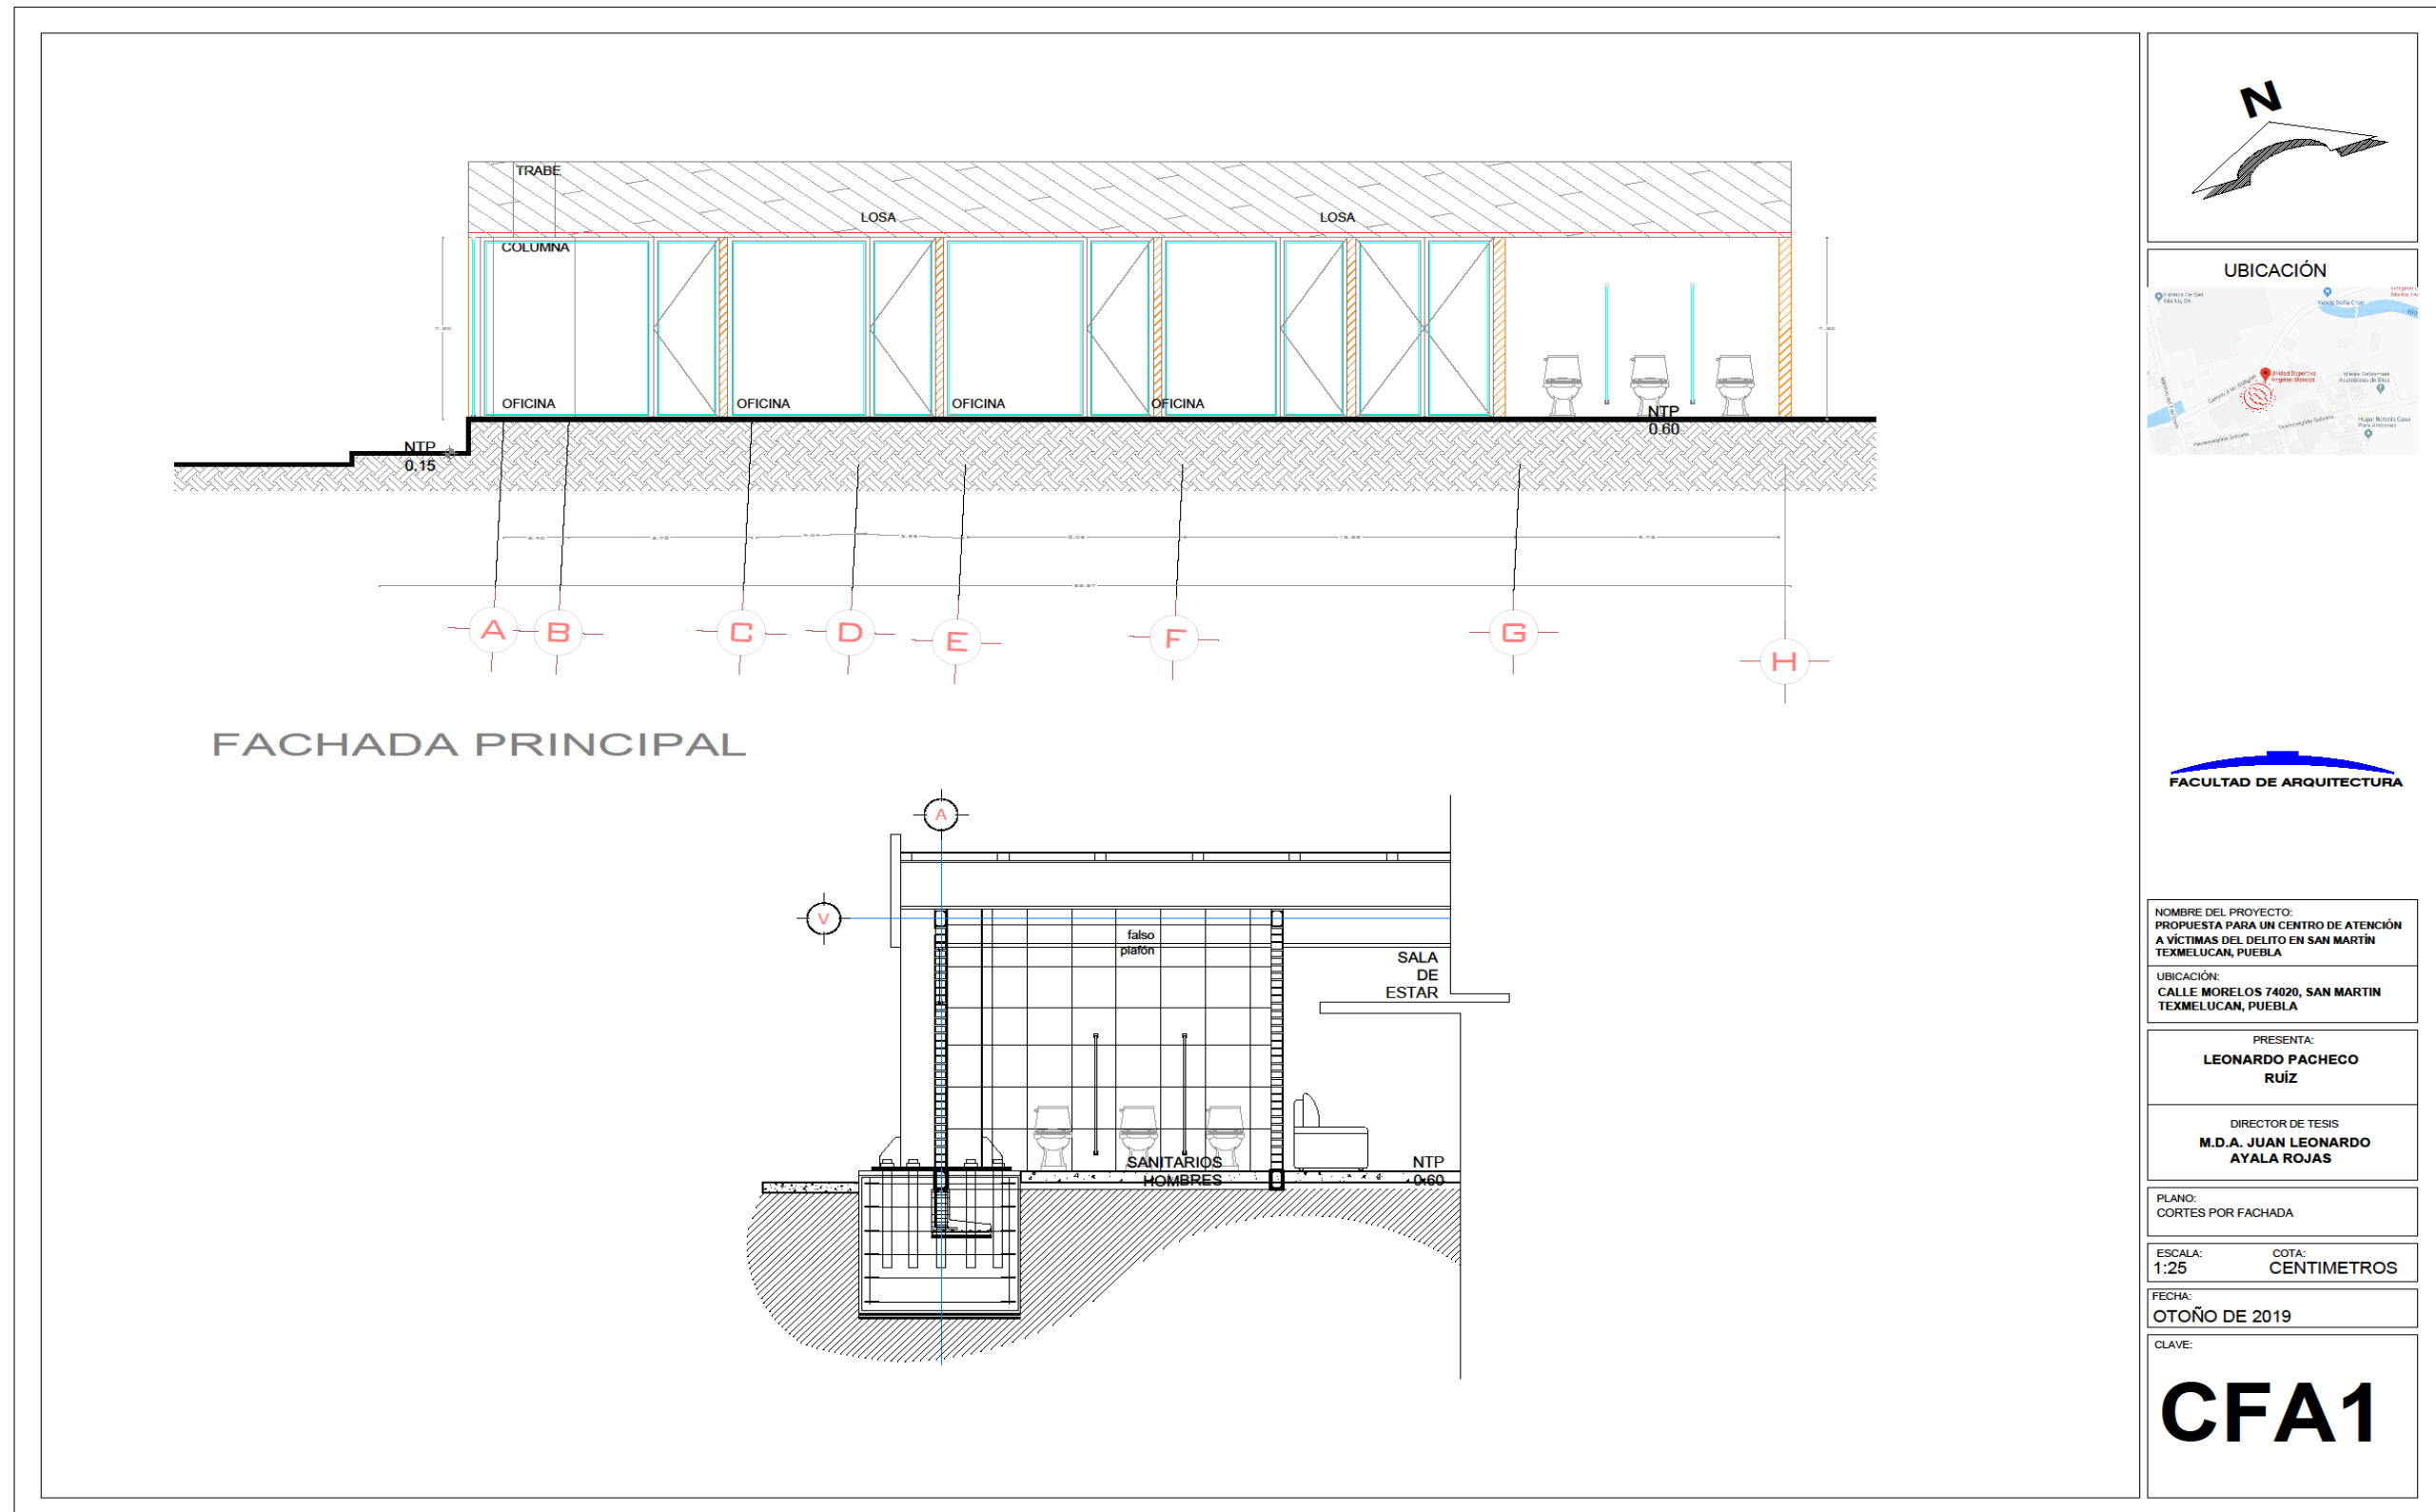 TRABE
LOSA
LOSA
COLUMNA
OFICINA
OFICINA
OFICINA
OFICINA
NTP
0.60
NTP
0.15
A
B
C
D
E
F
G
H
FACHADA PRINCIPAL
A
V
falso
plafón
SALA
DE
ESTAR
SANITARIOS
HOMBRES
NTP
0.60
N
UBICACIÓN
FACULTAD DE ARQUITECTURA
NOMBRE DEL PROYECTO:
PROPUESTA PARA UN CENTRO DE ATENCIÓN
A VÍCTIMAS DEL DELITO EN SAN MARTÍN
TEXMELUCAN, PUEBLA
UBICACIÓN:
CALLE MORELOS 74020, SAN MARTIN
TEXMELUCAN, PUEBLA
PRESENTA:
LEONARDO PACHECO
RUÍZ
DIRECTOR DE TESIS
M.D.A. JUAN LEONARDO
AYALA ROJAS
PLANO:
CORTES POR FACHADA
ESCALA:
1:25
COTA:
CENTIMETROS
FECHA:
OTOÑO DE 2019
CLAVE:
CFA1